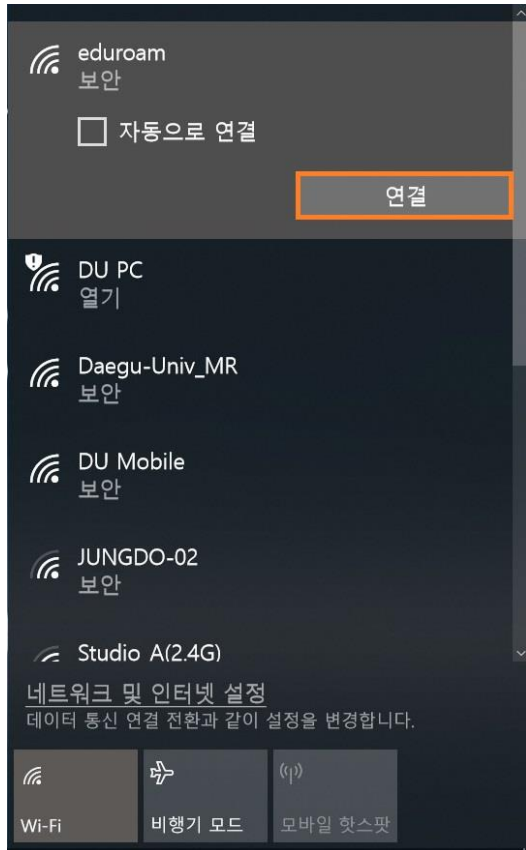 eduroam
보안
자동으로 연결
연결
DU PC
열기
Daegu-Univ_MR
보안
DU Mobile
보안
JUNGDO-02
보안
Studio A(2.4G)
네트워크 및 인터넷 설정
데이터 통신 연결 전환과 같이 설정을 변경합니다.
Wi-Fi
비행기 모드
모바일 핫스팟